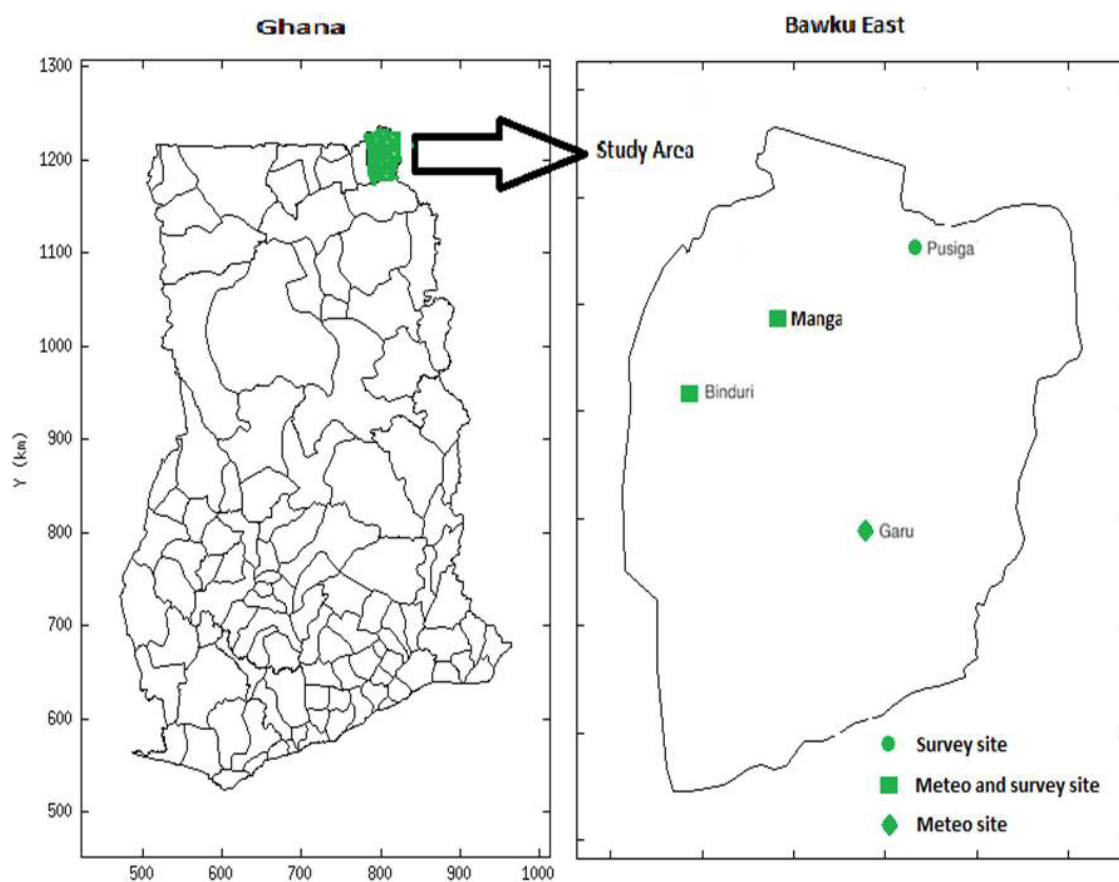 Ghana
Bawku East
1300
1200
1100
1000
900
800
700
600
500
Y (km)
500 600 700 800 900 1000
Study Area
Pusiga
Manga
Binduri
Garu
Survey site
Meteo and survey site
Meteo site